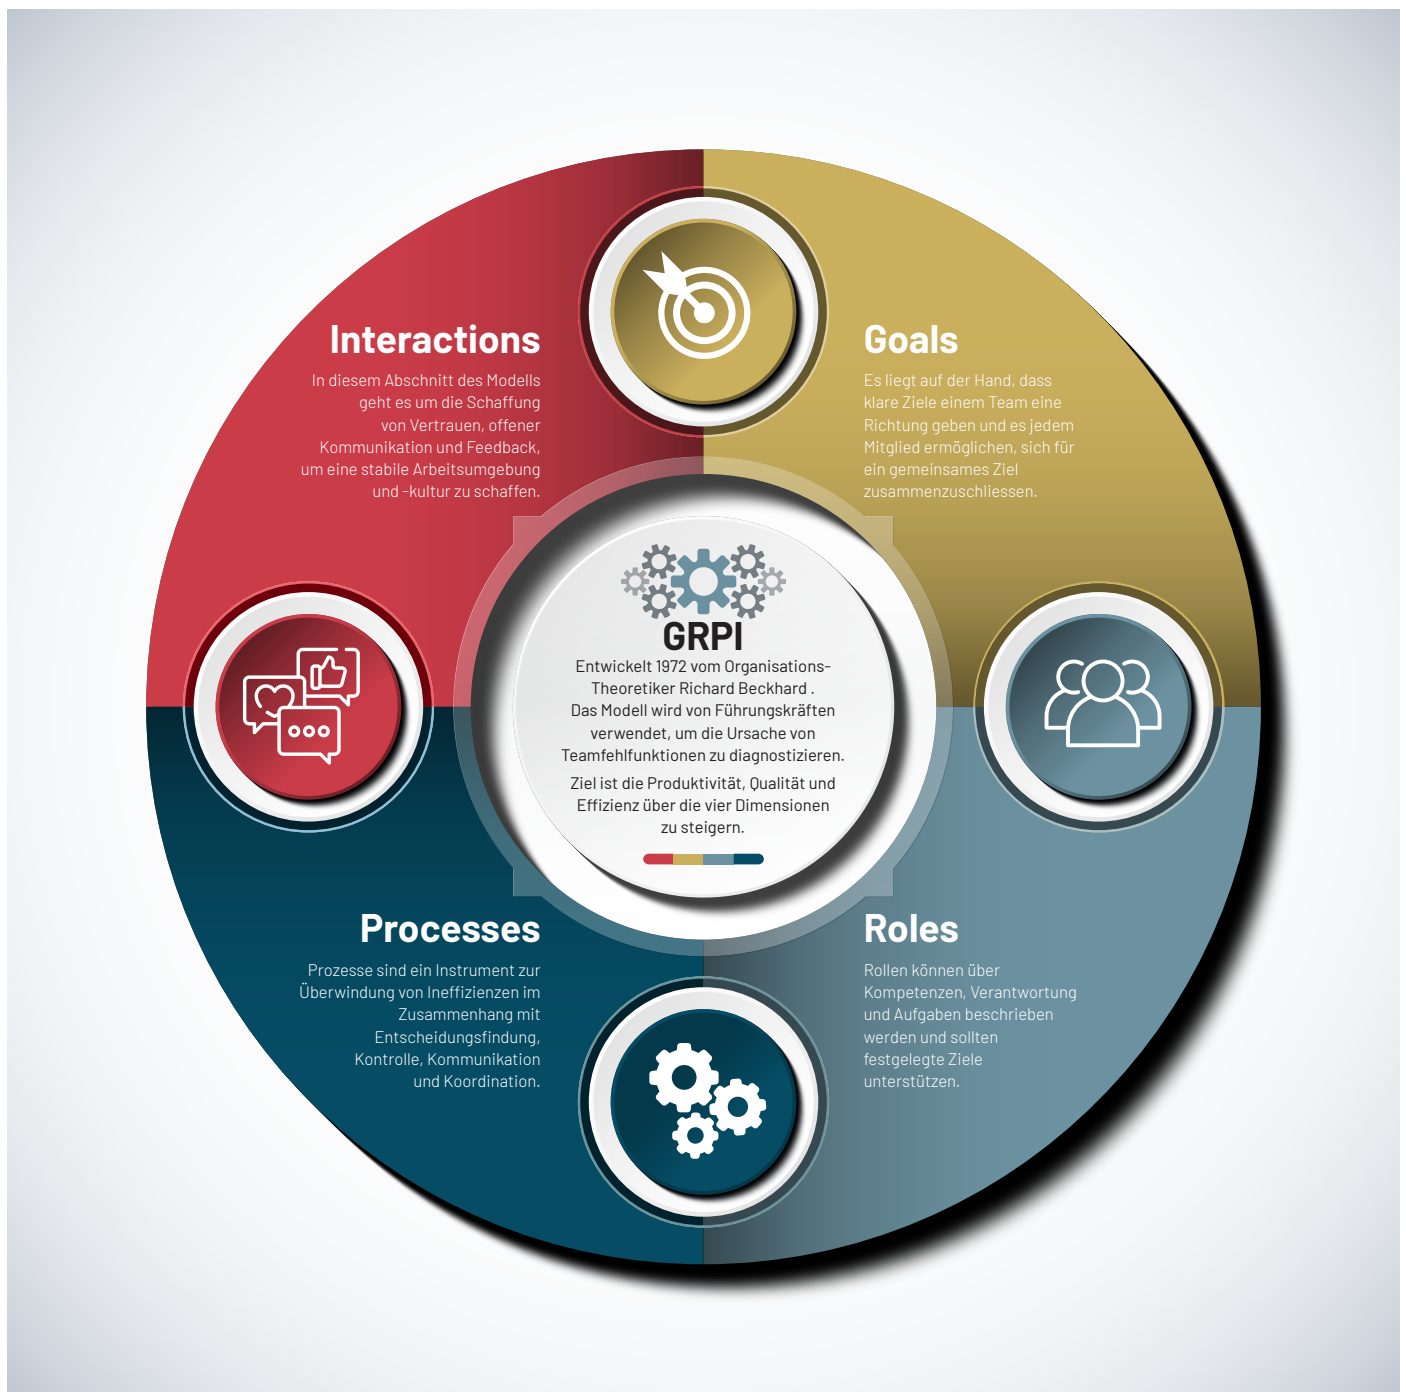 Interactions
In diesem Abschnitt des Modells
geht es um die Schaffung
von Vertrauen, offener
Kommunikation und Feedback,
um eine stabile Arbeitsumgebung
und -kultur zu schaffen.
Goals
Es liegt auf der Hand, dass
klare Ziele einem Team eine
Richtung geben und es jedem
Mitglied ermöglichen, sich für
ein gemeinsames Ziel
zusammenzuschliessen.
GRPI
Entwickelt 1972 vom Organisations-
Theoretiker Richard Beckhard .
Das Modell wird von Führungskräften
verwendet, um die Ursache von
Teamfehlfunktionen zu diagnostizieren.
Ziel ist die Produktivität, Qualität und
Effizienz über die vier Dimensionen
zu steigern.
Processes
Prozesse sind ein Instrument zur
Überwindung von Ineffizienzen im
Zusammenhang mit
Entscheidungsfindung,
Kontrolle, Kommunikation
und Koordination.
Roles
Rollen können über
Kompetenzen, Verantwortung
und Aufgaben beschrieben
werden und sollten
festgelegte Ziele
unterstützen.